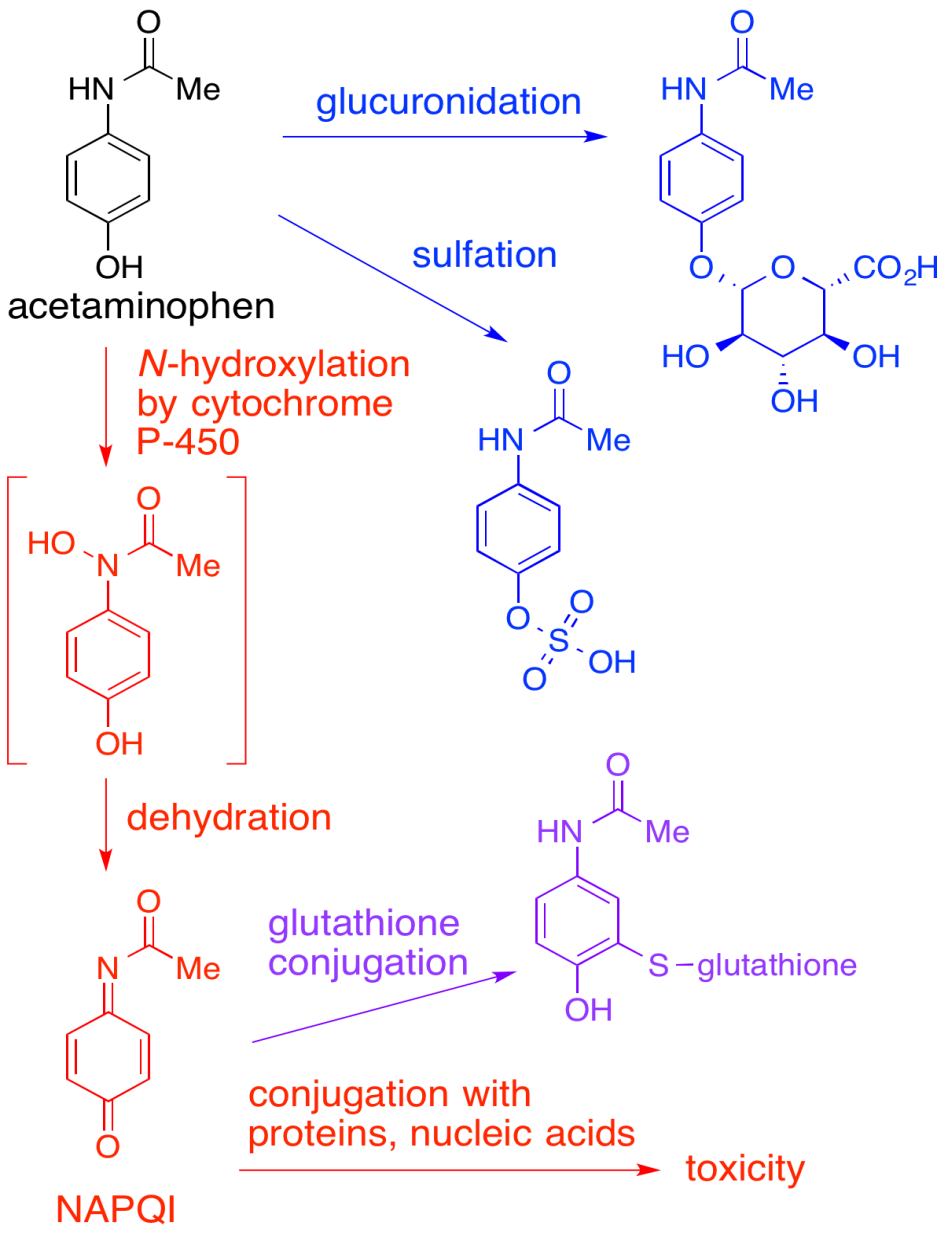 O
HN
Me
OH
acetaminophen
glucuronidation
O
HN
Me
O
O
CO2H
HO
OH
OH
sulfation
O
HN
Me
O
O
S
O
OH
N-hydroxylation
by cytochrome
P-450
O
HO
N
Me
OH
dehydration
O
N
Me
O
NAPQI
glutathione
conjugation
O
HN
Me
S
glutathione
OH
conjugation with
proteins, nucleic acids
toxicity